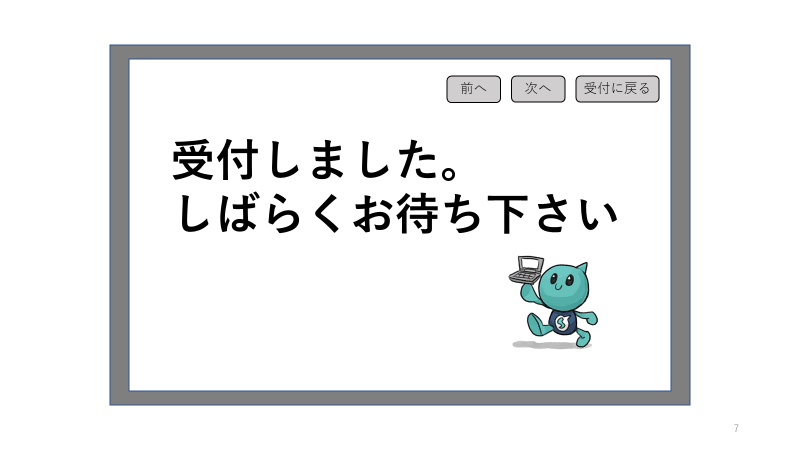 前へ
次へ
受付に戻る
受付しました。
しばらくお待ち下さい
7